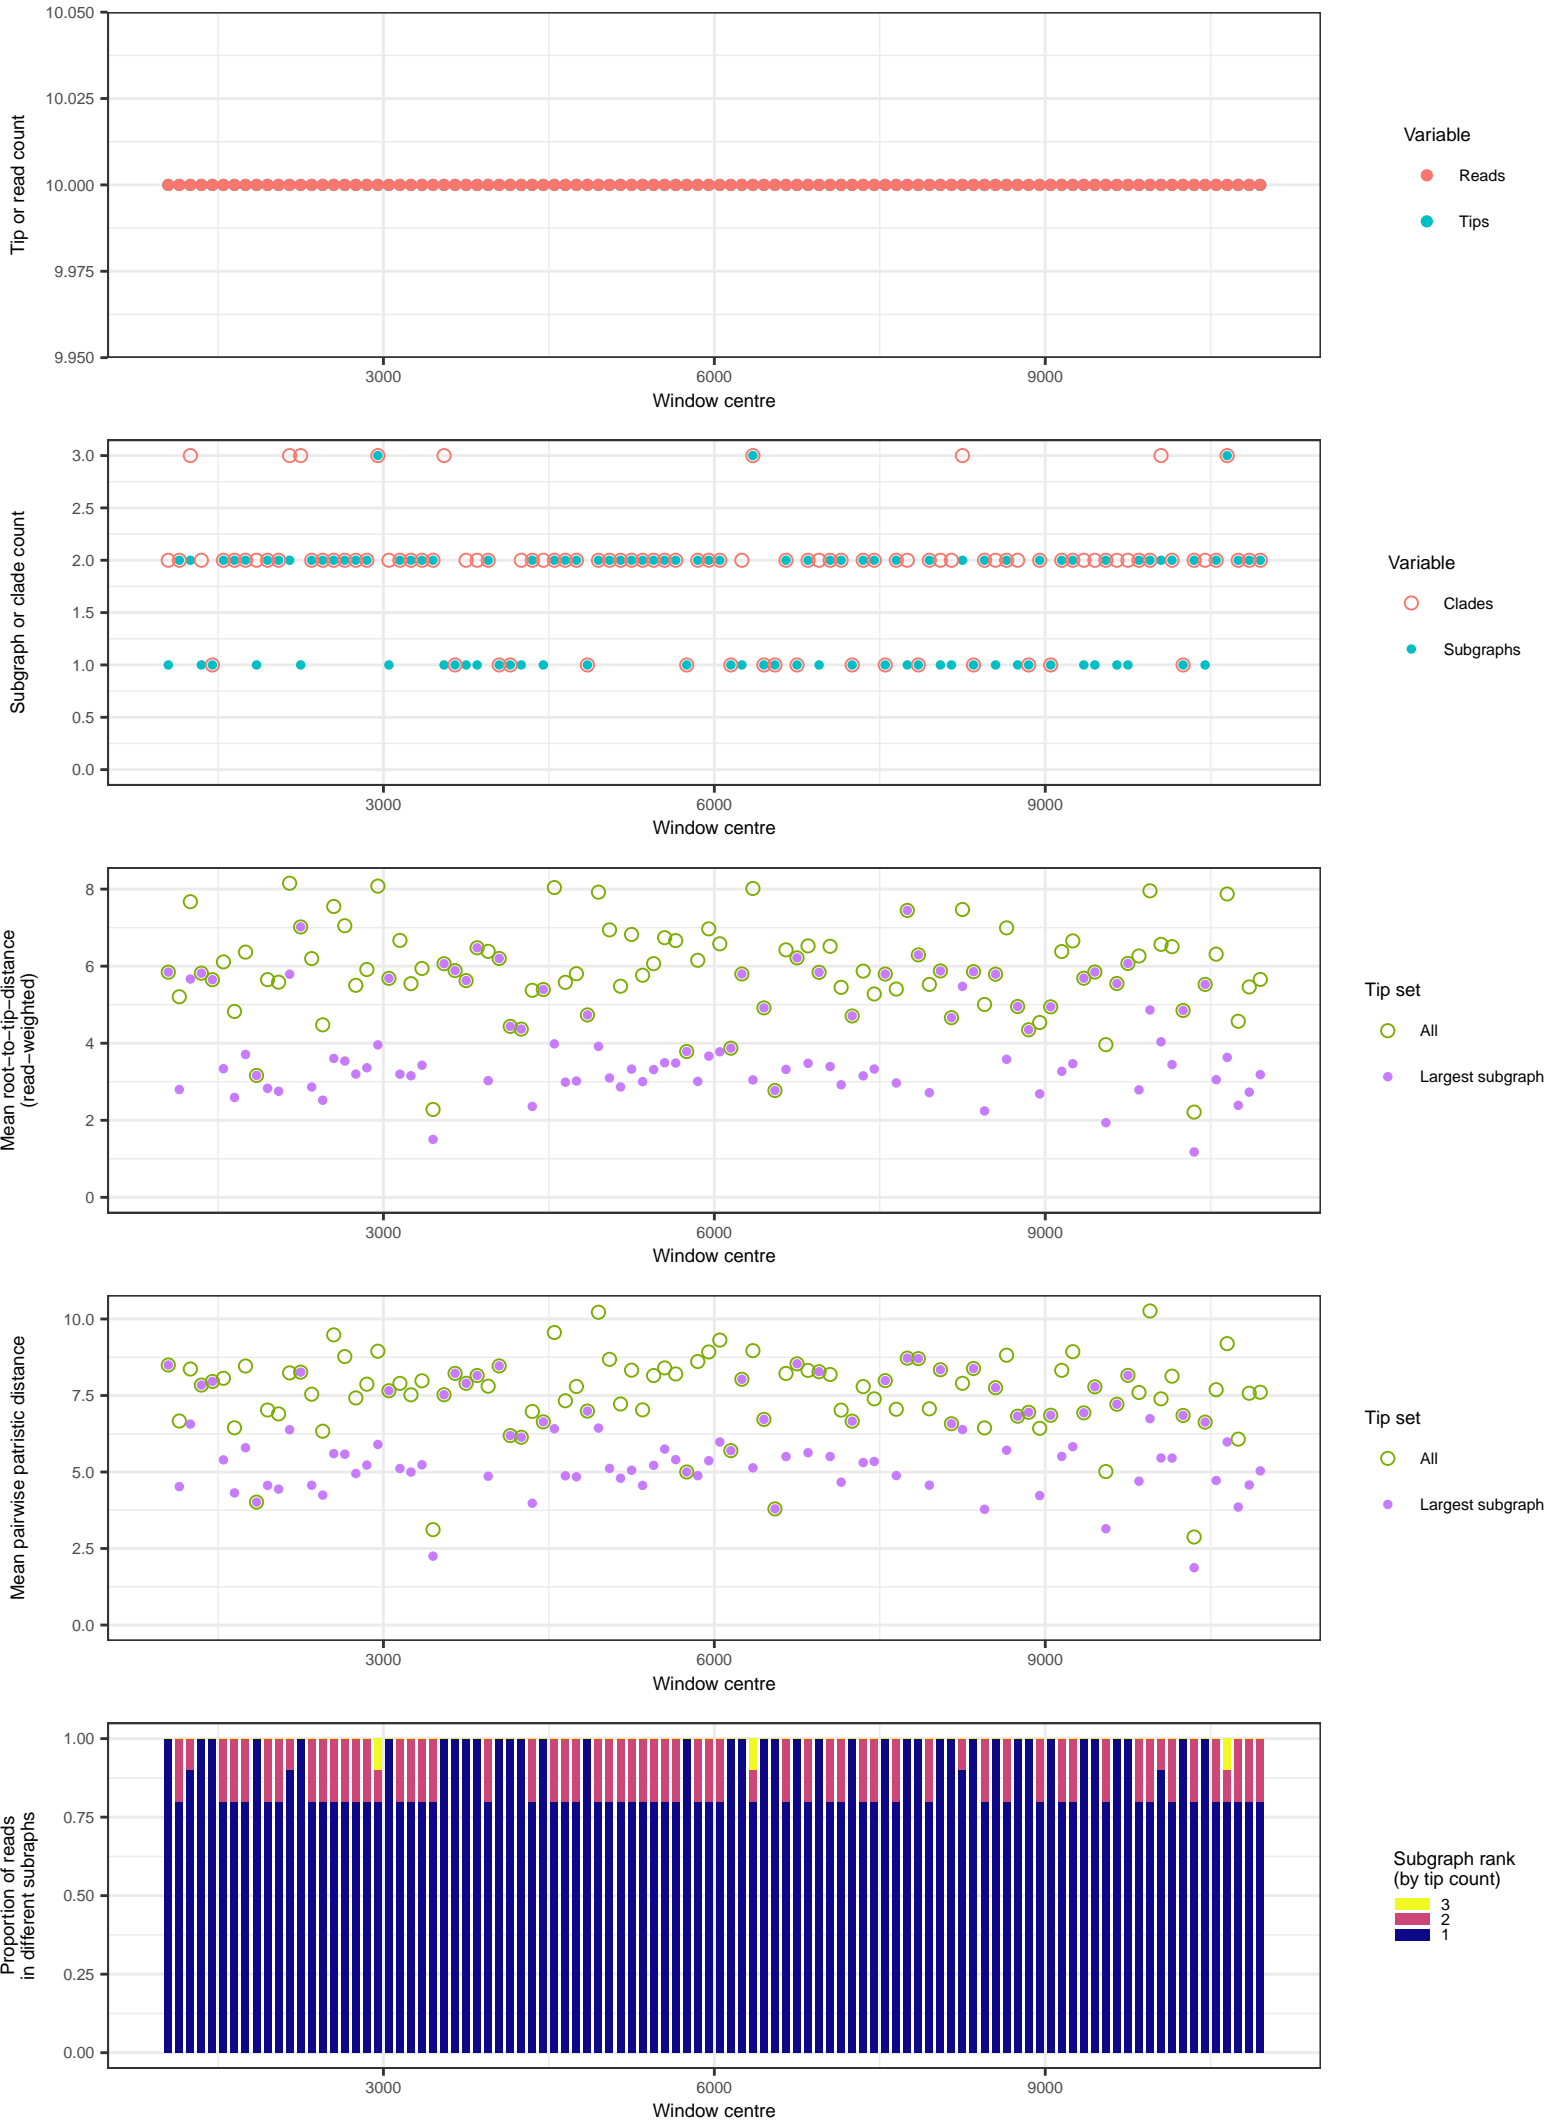 10.050
10.025
10.000
9.975
9.950
Tip or read count
3000 6000 9000
Window centre
Variable
Reads
Tips
3.0
2.5
2.0
1.5
1.0
0.5
0.0
Subgraph or clade count
3000 6000 9000
Window centre
Variable
Clades
Subgraphs
8
6
4
2
0
Mean root−to−tip−distance
(read−weighted)
3000 6000 9000
Window centre
Tip set
All
Largest subgraph
10.0
7.5
5.0
2.5
0.0
Mean pairwise patristic distance
3000 6000 9000
Window centre
Tip set
All
Largest subgraph
1.00
0.75
0.50
0.25
0.00
Proportion of reads
in different subraphs
3000 6000 9000
Window centre
Subgraph rank
(by tip count)
3
2
1